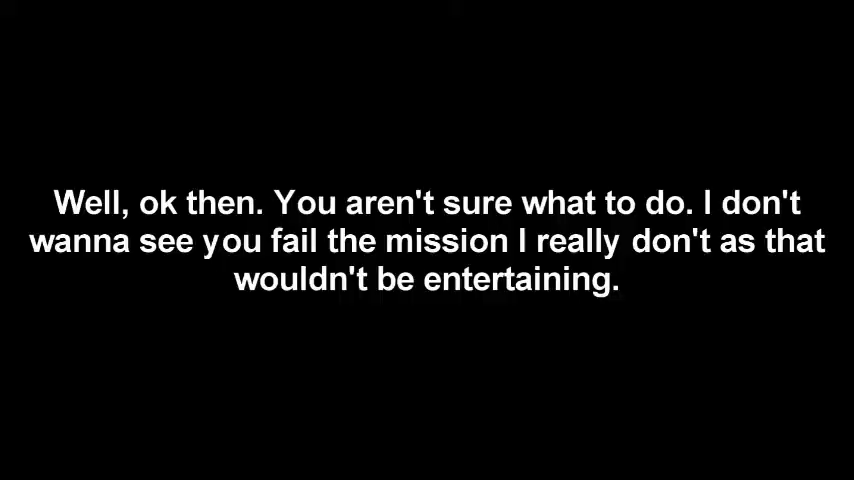 Well, ok then. You aren't sure what to do. I don't
wanna see you fail the mission I really don't as that
wouldn't be entertaining.